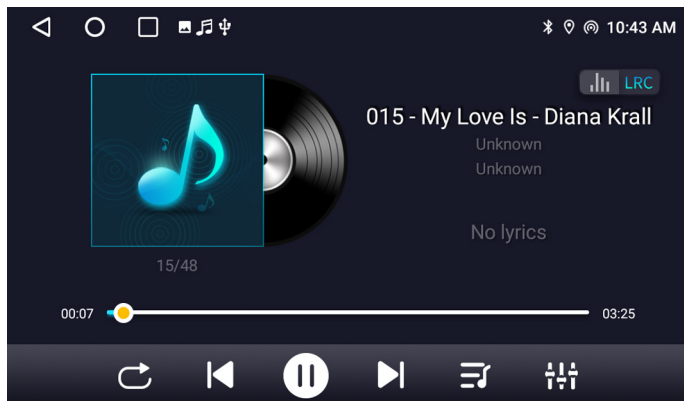 10:43 AM
LRC
015 - My Love Is - Diana Krall
Unknown
Unknown
No lyrics
15/48
00:07
03:25